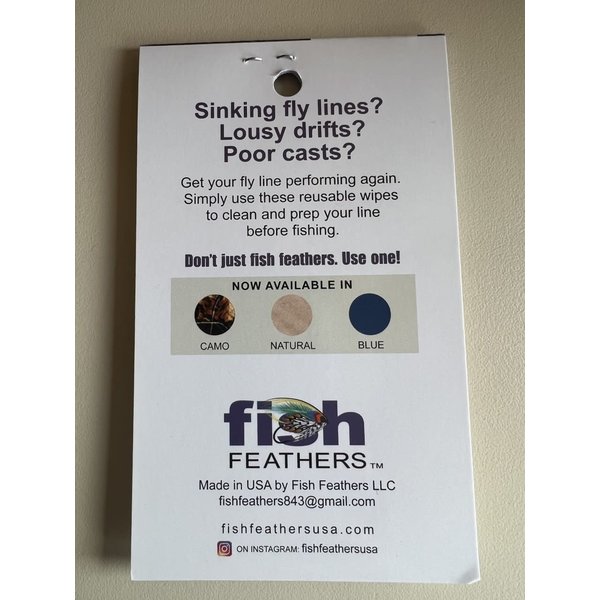 Sinking fly lines?
Lousy drifts?
Poor casts?
Get your fly line performing again.
Simply use these reusable wipes
to clean and prep your line
before fishing.
Don't just fish feathers. Use one!
NOW AVAILABLE IN
CAMO NATURAL BLUE
fish
FEATHERS™
Made in USA by Fish Feathers LLC
fishfeathers843@gmail.com
fishfeathersusa.com
ON INSTAGRAM: fishfeathersusa